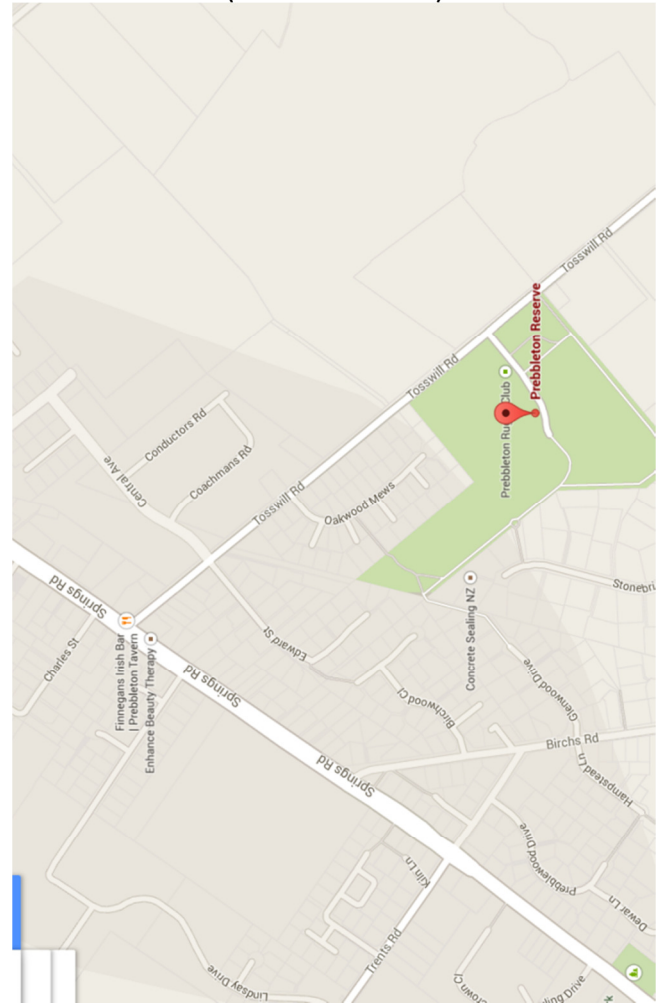 Tosswill Rd
Prebbleton Reserve
Prebbleton Ru
Club
Tosswill Rd
Conductors Rd
Central Ave
Coachmans Rd
Tosswill Rd
Oakwood Mews
Springs Rd
Charles St
Finnegans Irish Bar
| Prebbleton Tavern
Enhance Beauty Therapy
Edward St
Concrete Sealing NZ
Stonebri
Springs Rd
Birchwood Cl
Glenwood Drive
Birchs Rd
Springs Rd
Hampstead Ln
Prebblewood Drive
Kiln Ln
Trents Rd
Dewar Ln
Lindsay Drive
own Cl